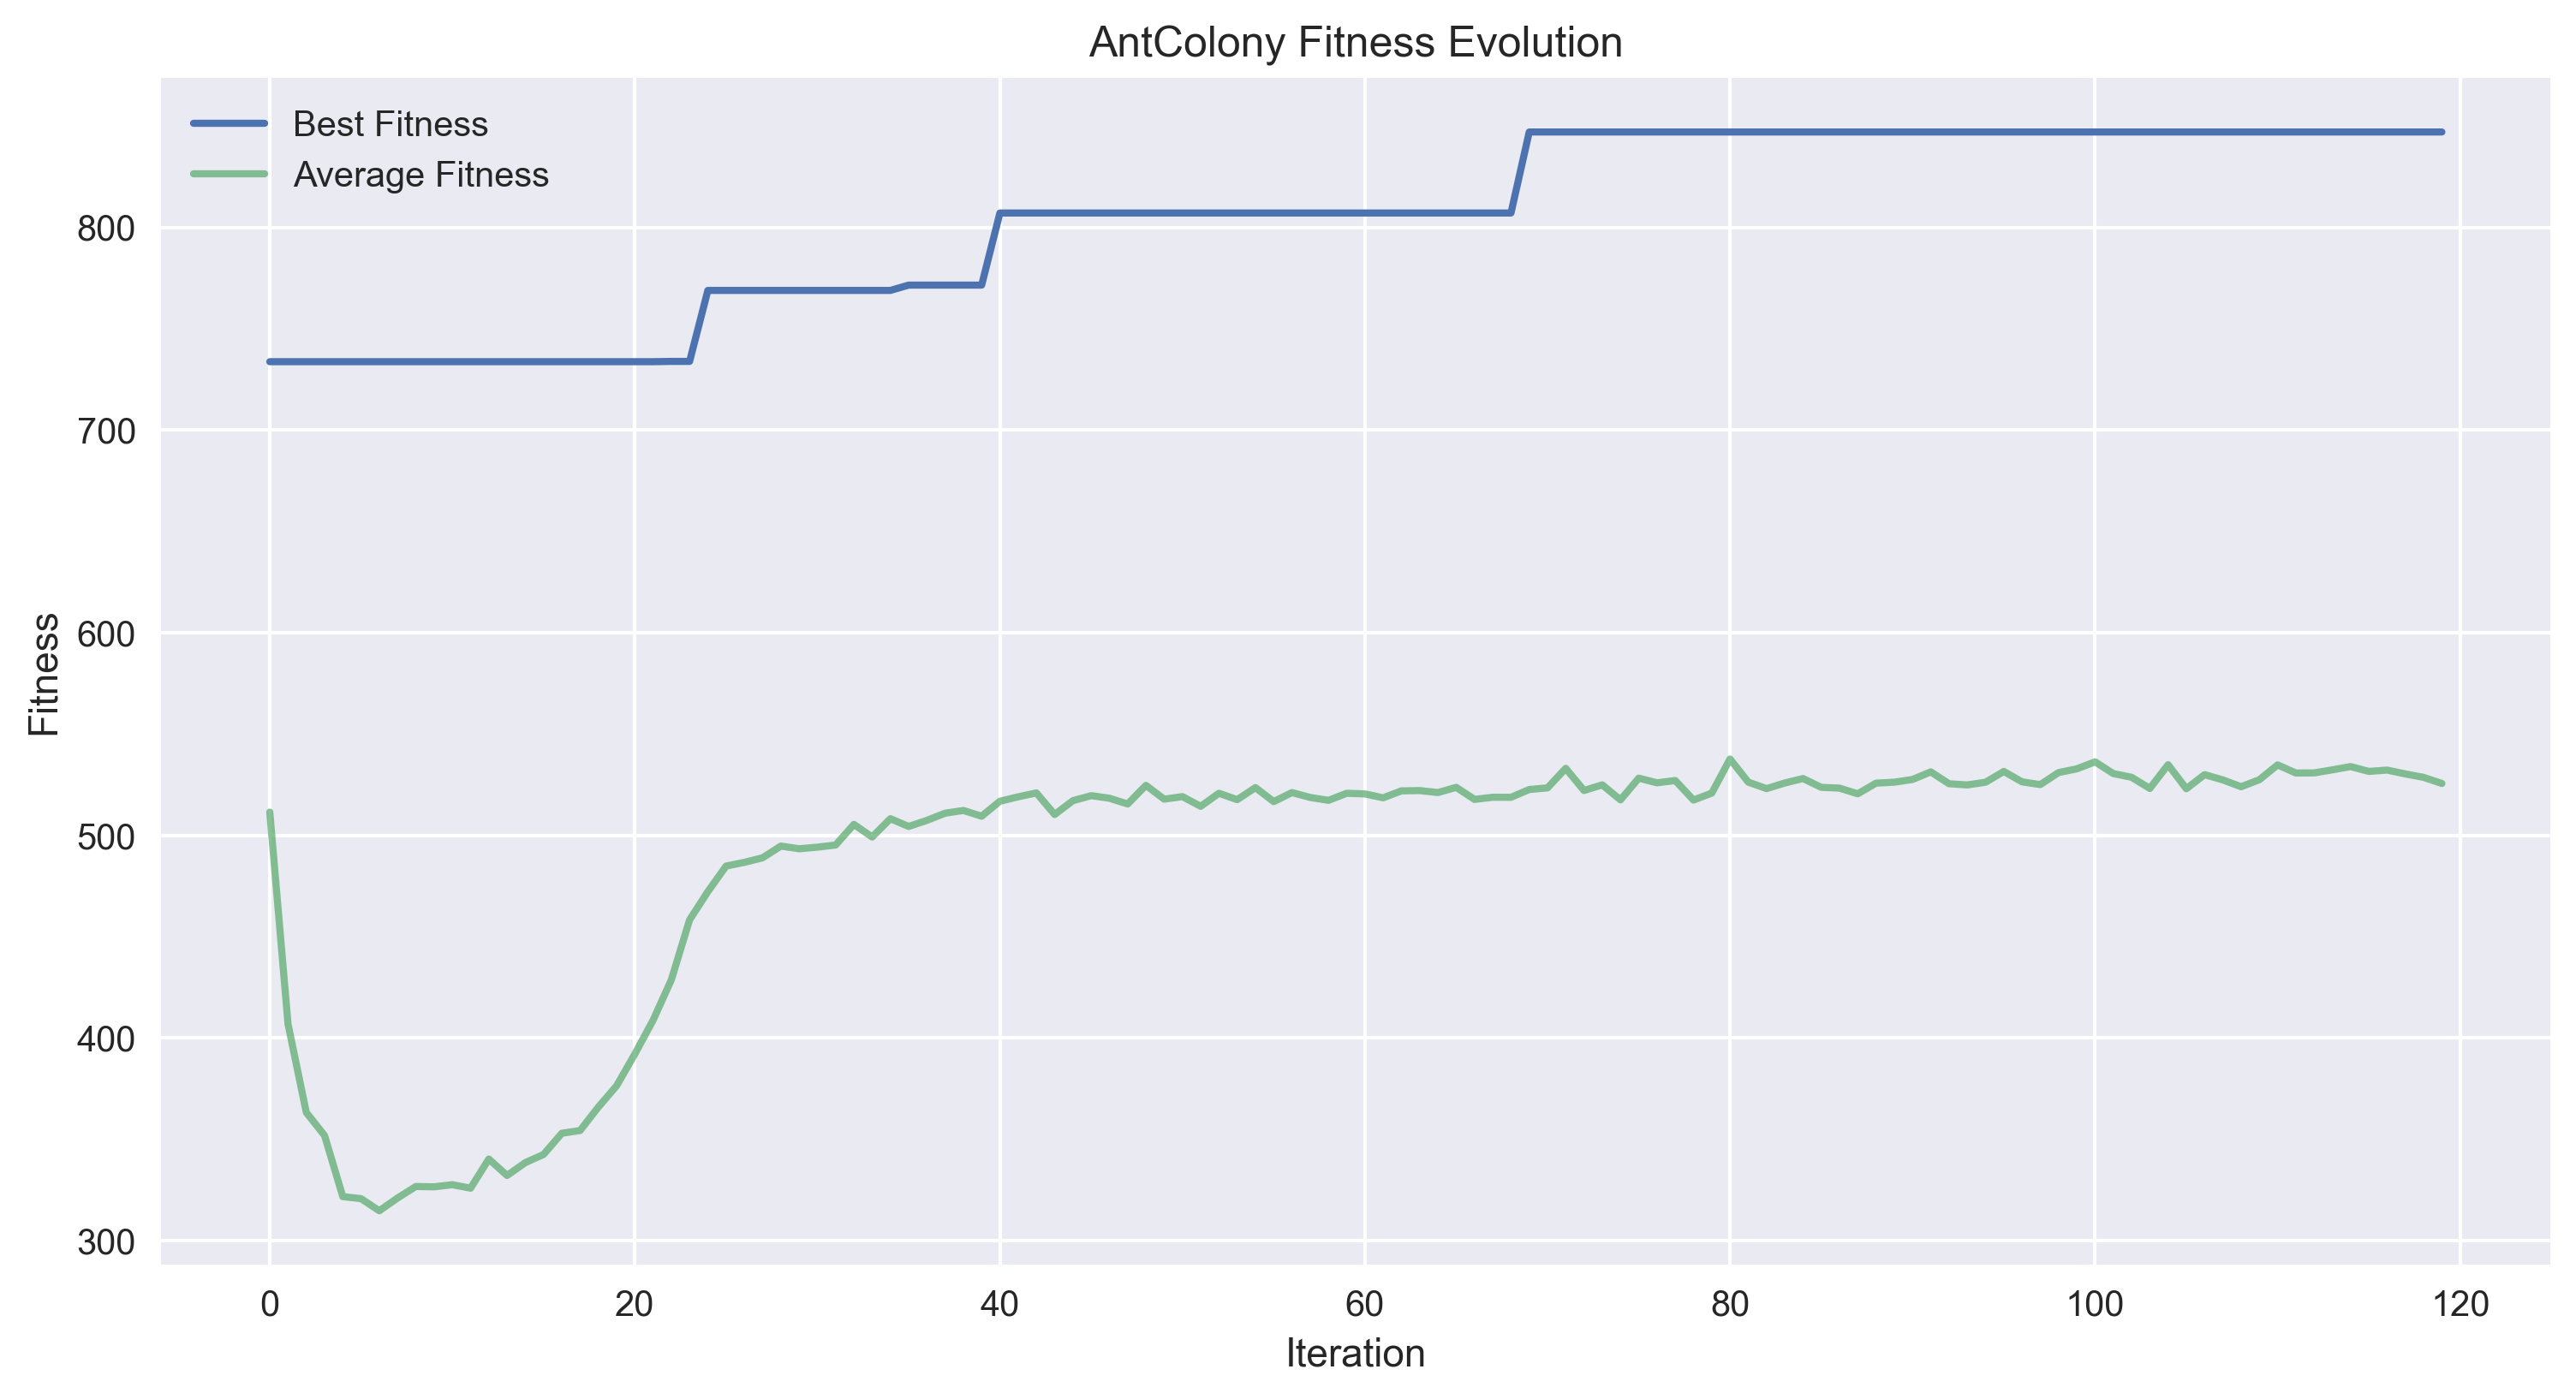 AntColony Fitness Evolution
Best Fitness
Average Fitness
Fitness
800
700
600
500
400
300
0 20 40 60 80 100 120
Iteration